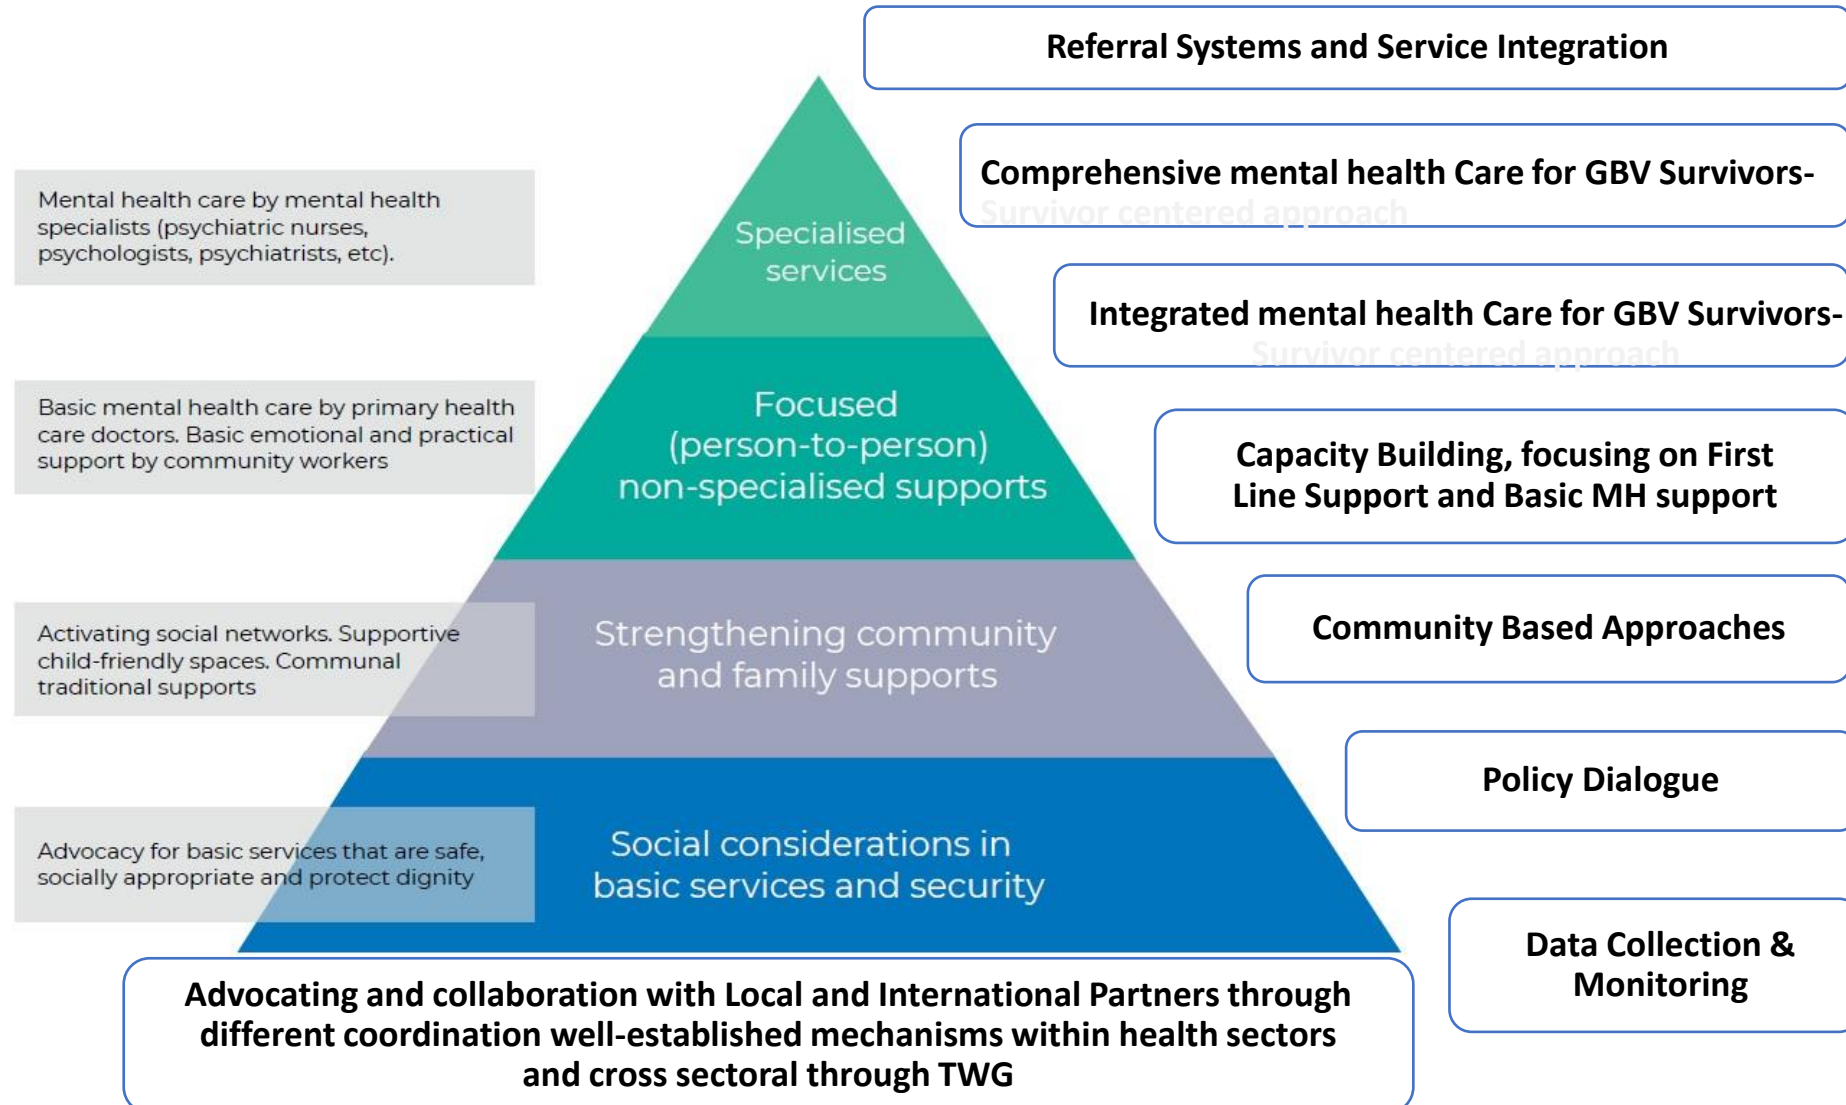 Referral Systems and Service Integration
Comprehensive mental health Care for GBV Survivors-
Survivor centered approach
Mental health care by mental health
specialists (psychiatric nurses,
psychologists, psychiatrists, etc).
Specialised
services
Integrated mental health Care for GBV Survivors-
Survivor centered approach
Basic mental health care by primary health
care doctors. Basic emotional and practical
support by community workers
Focused
(person-to-person)
non-specialised supports
Capacity Building, focusing on First
Line Support and Basic MH support
Activating social networks. Supportive
child-friendly spaces. Communal
traditional supports
Strengthening community
and family supports
Community Based Approaches
Policy Dialogue
Advocacy for basic services that are safe,
socially appropriate and protect dignity
Social considerations in
basic services and security
Data Collection &
Monitoring
Advocating and collaboration with Local and International Partners through
different coordination well-established mechanisms within health sectors
and cross sectoral through TWG